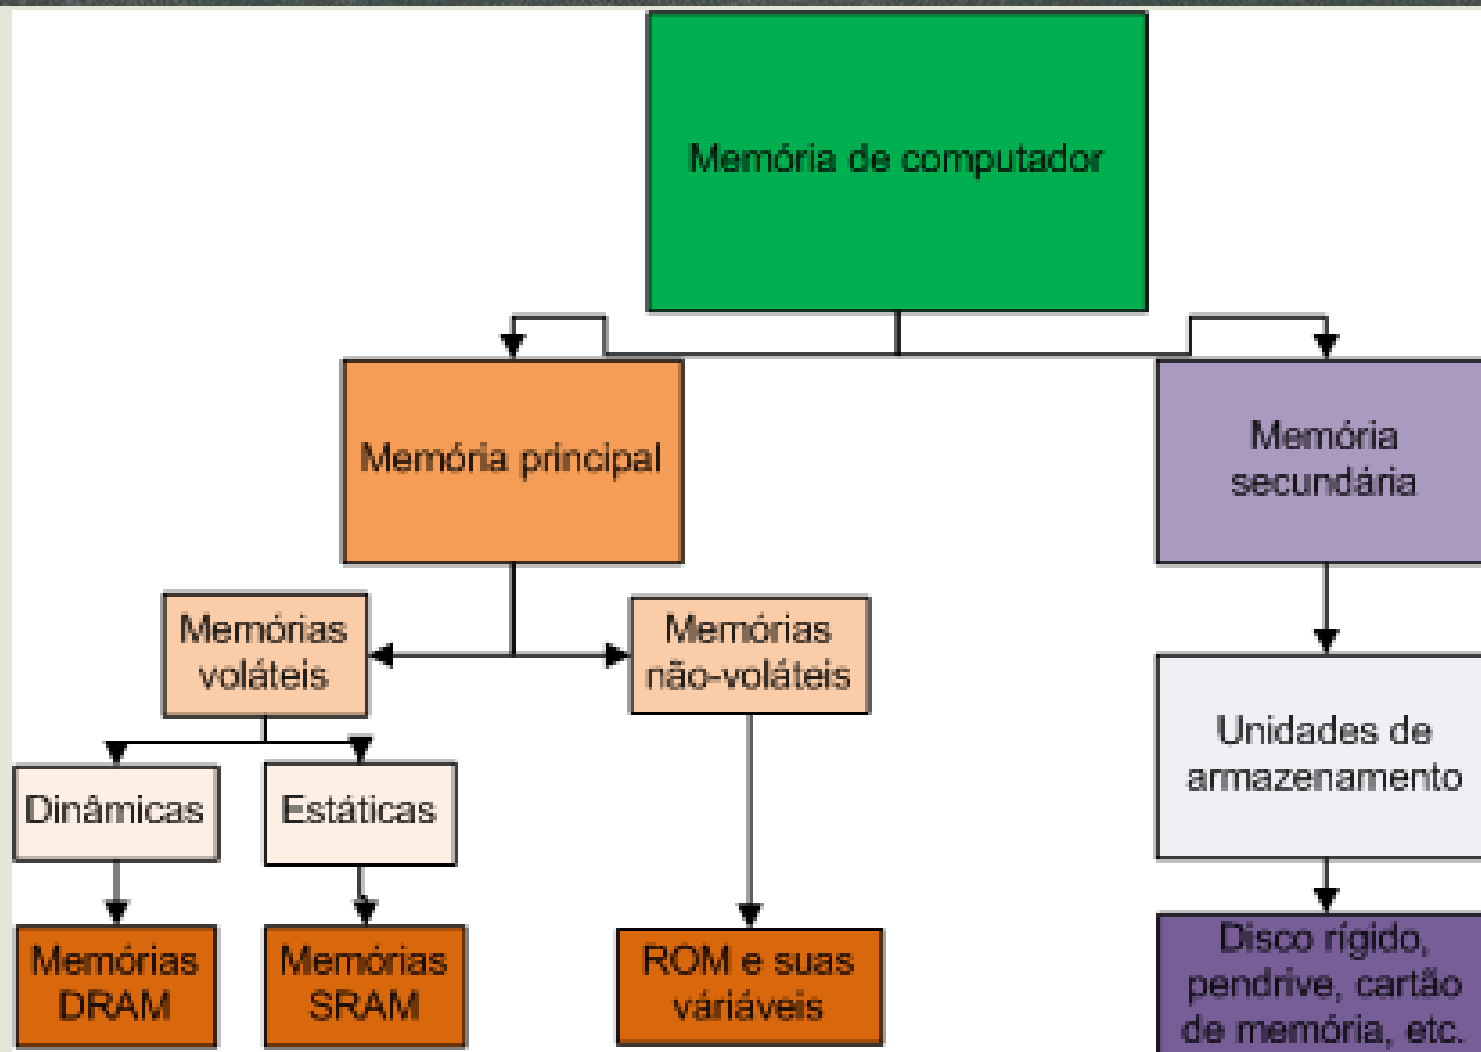 Memória de computador
Memória principal
Memória
secundária
Memórias
voláteis
Memórias
não-voláteis
Unidades de
armazenamento
Dinâmicas
Estáticas
Memórias
DRAM
Memórias
SRAM
ROM e suas
váriáveis
Disco rígido,
pendrive, cartão
de memória, etc.